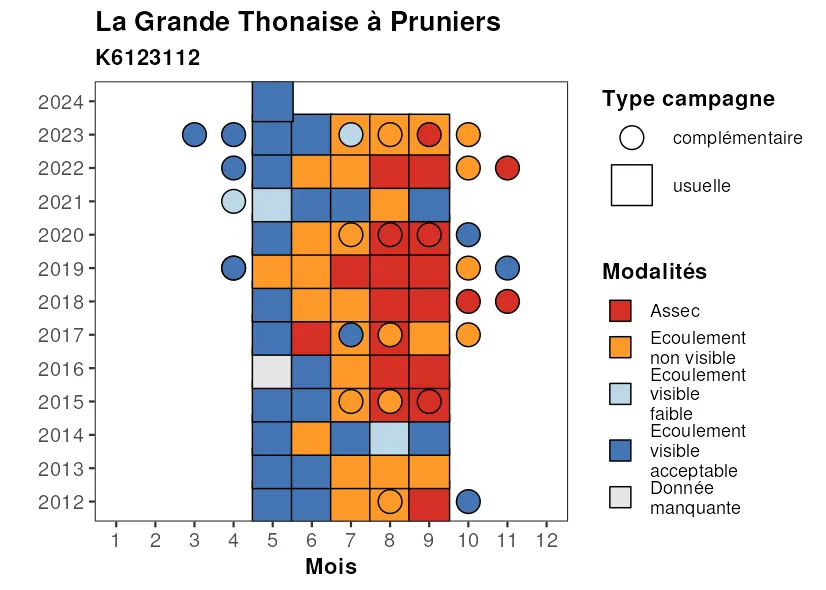 La Grande Thonaise à Pruniers
K6123112
2024
2023
2022
2021
2020
2019
2018
2017
2016
2015
2014
2013
2012
1 2 3 4 5 6 7 8 9 10 11 12
Mois
Type campagne
complémentaire
usuelle
Modalités
Assec
Ecoulement
non visible
Ecoulement
visible
faible
Ecoulement
visible
acceptable
Donnée
manquante